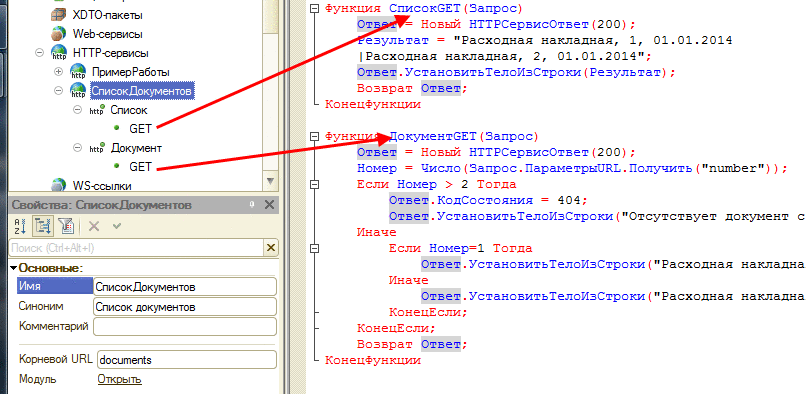 XDTO-пакеты
Web-сервисы
HTTP-сервисы
http
ПримерРаботы
http
СписокДокументов
http
http Список
GET
http Документ
GET
WS-ссылки
Свойства: СписокДокументов
Поиск (Ctrl+Alt+I)
Основные:
Имя СписокДокументов
Синоним Список документов
Комментарий
Корневой URL documents
Модуль Открыть
Функция СписокGET(Запрос)
Ответ = Новый HTTPСервисОтвет(200);
Результат = "Расходная накладная, 1, 01.01.2014
|Расходная накладная, 2, 01.01.2014";
Ответ.УстановитьТелоИзСтроки(Результат);
Возврат Ответ;
КонецФункции
Функция ДокументGET(Запрос)
Ответ = Новый HTTPСервисОтвет(200);
Номер = Число(Запрос.ПараметрыURL.Получить("number"));
Если Номер > 2 Тогда
Ответ.КодСостояния = 404;
Ответ.УстановитьТелоИзСтроки("Отсутствует документ с
Иначе
Если Номер=1 Тогда
Ответ.УстановитьТелоИзСтроки("Расходная накладна
Иначе
Ответ.УстановитьТелоИзСтроки("Расходная накладна
КонецЕсли;
КонецЕсли;
Возврат Ответ;
КонецФункции